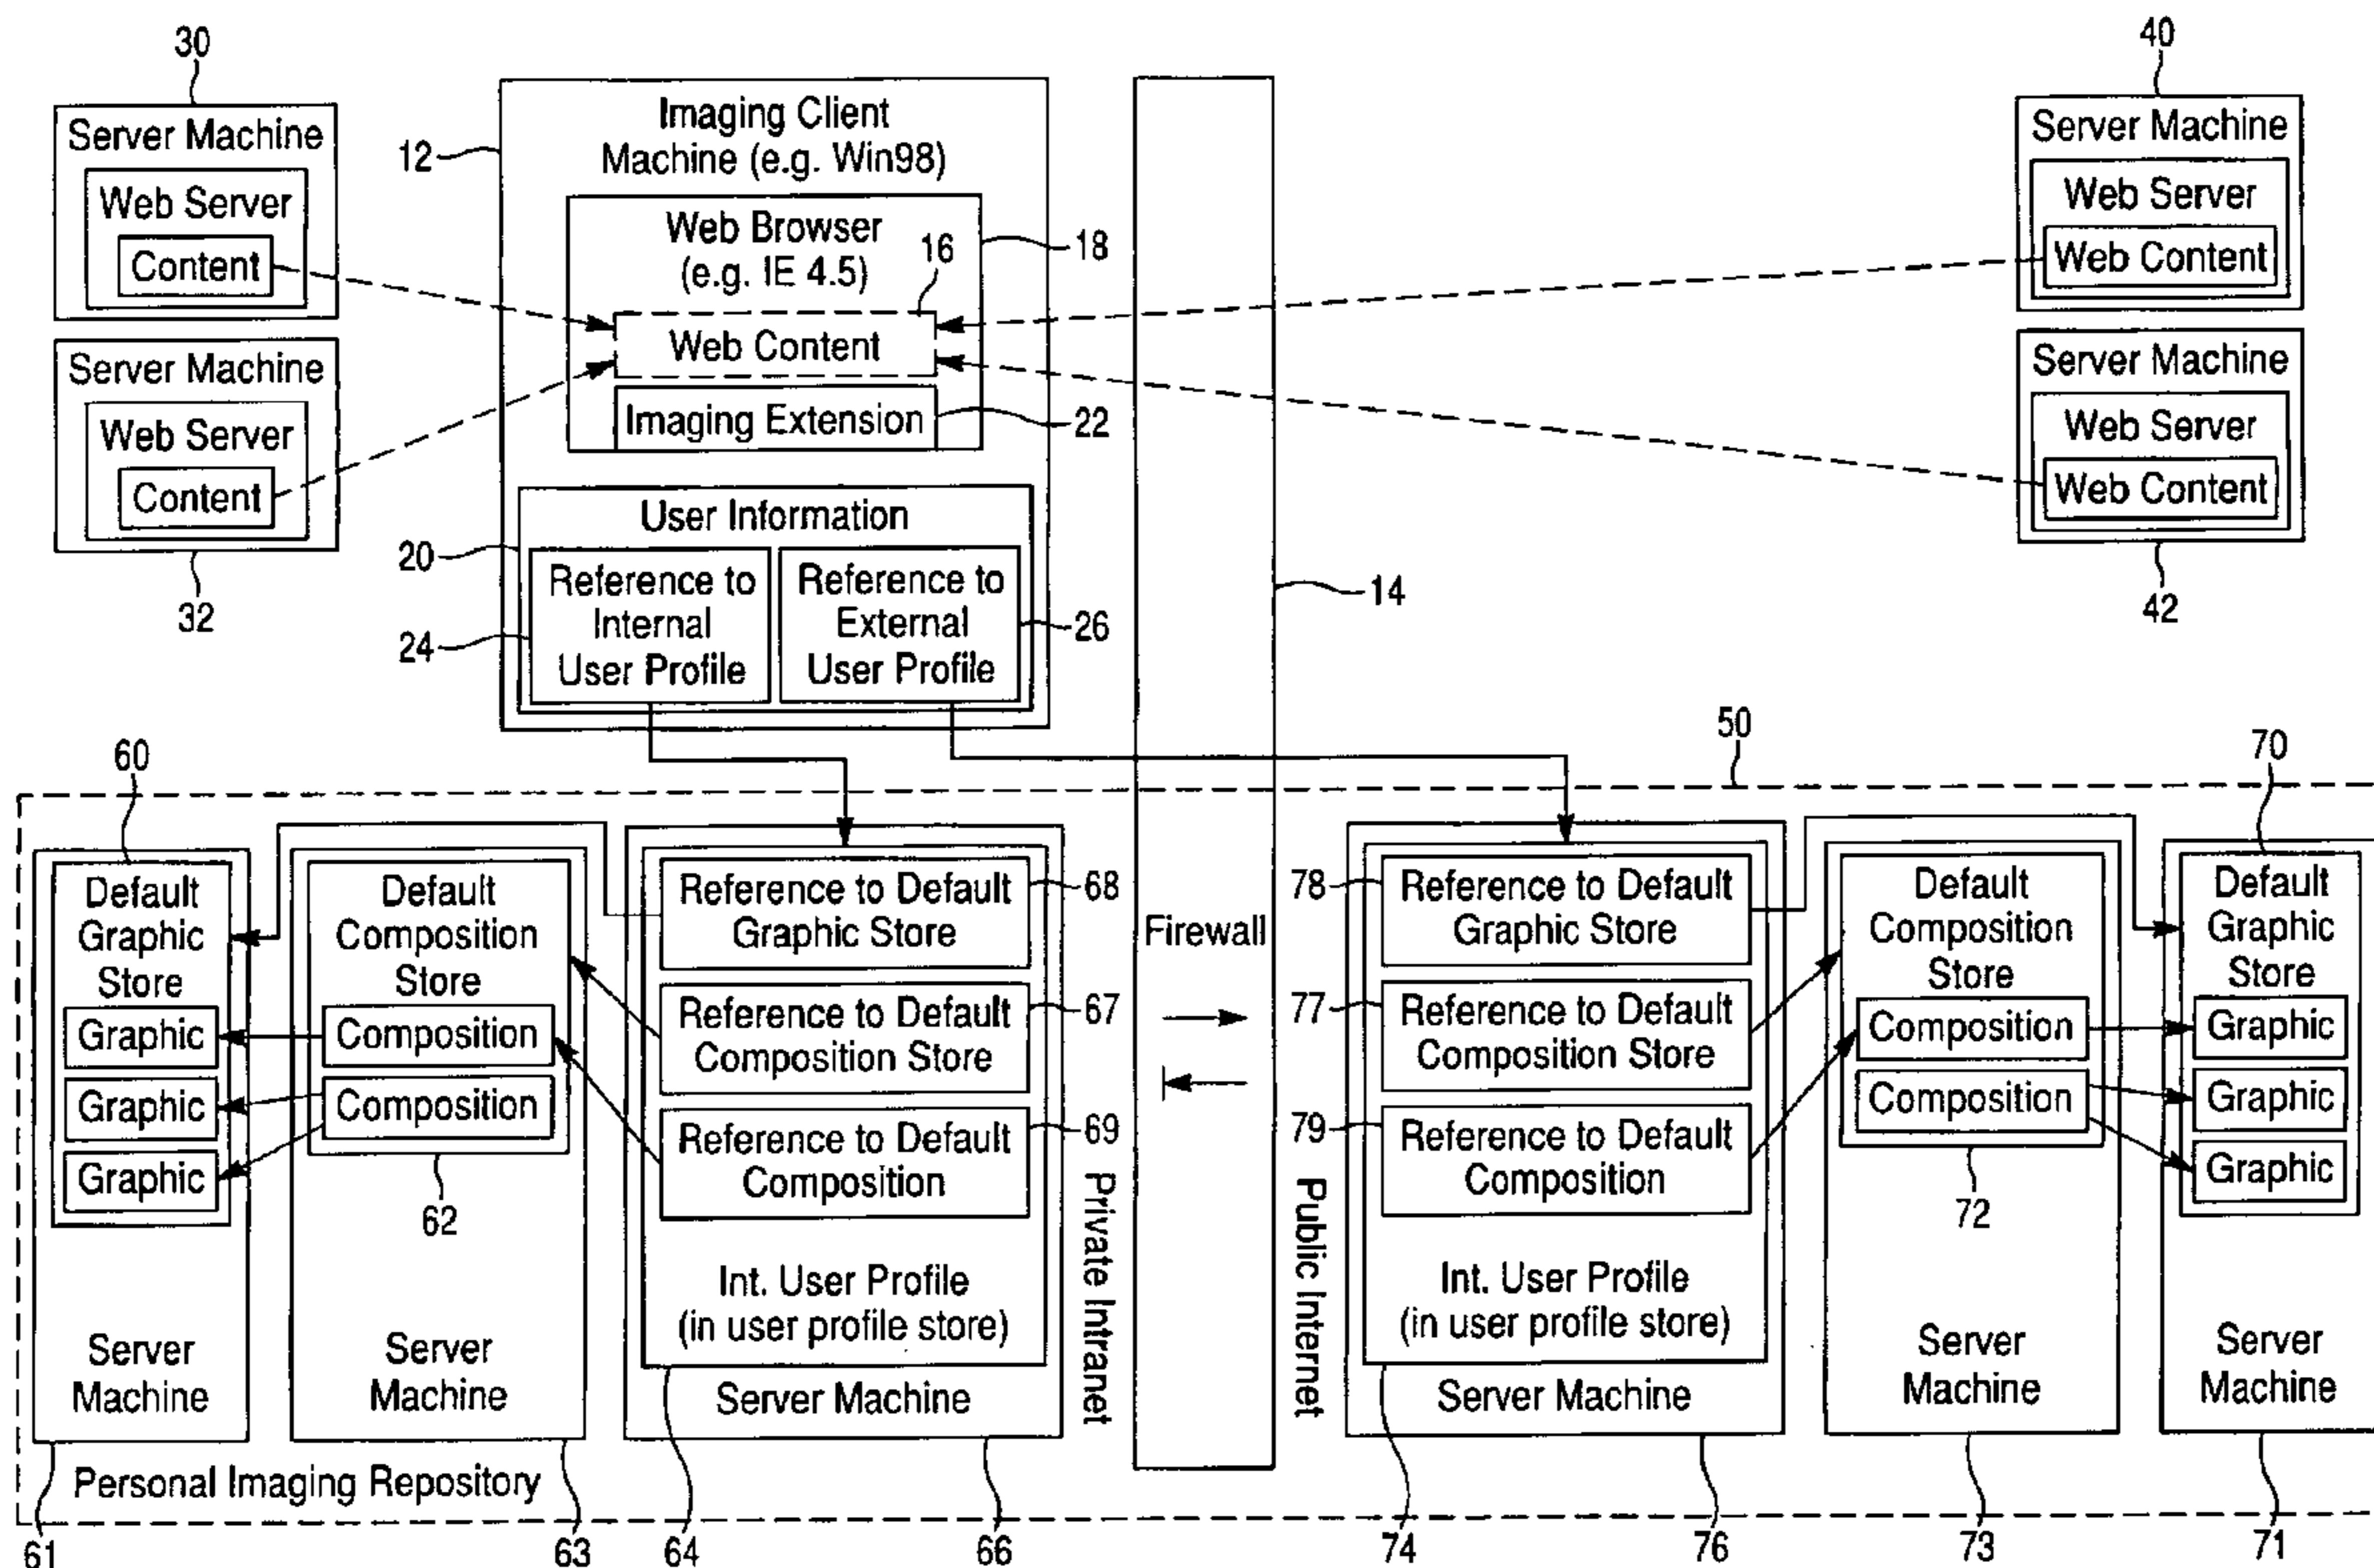 30
Server Machine
Web Server
Content
Server Machine
Web Server
Content
32
12
Imaging Client
Machine (e.g. Win98)
Web Browser
(e.g. IE 4.5)
16
18
Web Content
Imaging Extension
22
User Information
20
Reference to
Internal
User Profile
24
Reference to
External
User Profile
26
14
40
Server Machine
Web Server
Web Content
Server Machine
Web Server
Web Content
42
50
60
Default
Graphic
Store
Graphic
Graphic
Graphic
Server
Machine
61
Default
Composition
Store
Composition
Composition
62
Server
Machine
63
Reference to Default
Graphic Store
68
Reference to Default
Composition Store
67
Reference to Default
Composition
69
Int. User Profile
(in user profile store)
Server Machine
64
66
Private Intranet
Firewall
Public Internet
78
Reference to Default
Graphic Store
77
Reference to Default
Composition Store
79
Reference to Default
Composition
Int. User Profile
(in user profile store)
Server Machine
74
76
Default
Composition
Store
Composition
Composition
72
Server
Machine
73
70
Default
Graphic
Store
Graphic
Graphic
Graphic
Server
Machine
71
Personal Imaging Repository